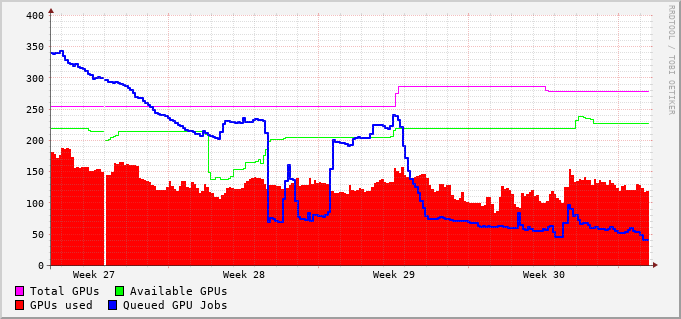 400
350
300
250
200
150
100
50
0
Week 27 Week 28 Week 29 Week 30
Total GPUs Available GPUs
GPUs used Queued GPU Jobs
RRDTOOL / TOBI OETIKER